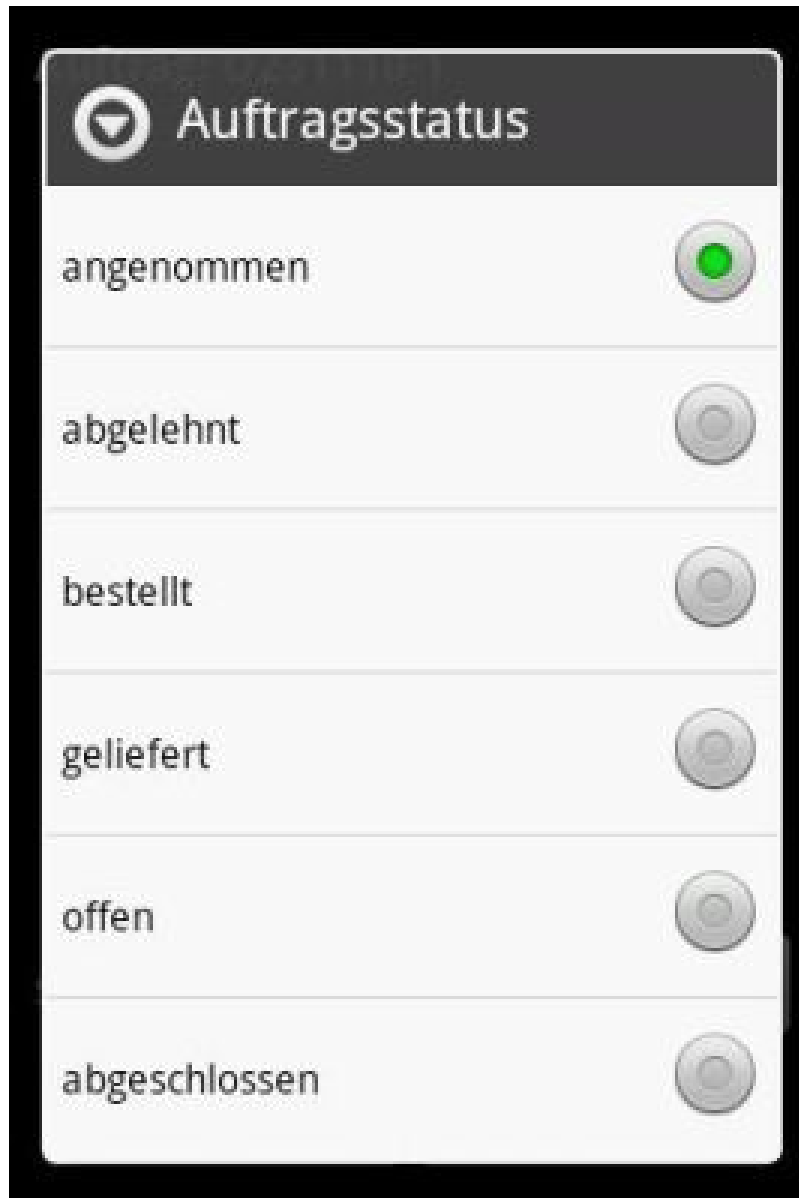 Auftragsstatus
angenommen
abgelehnt
bestellt
geliefert
offen
abgeschlossen